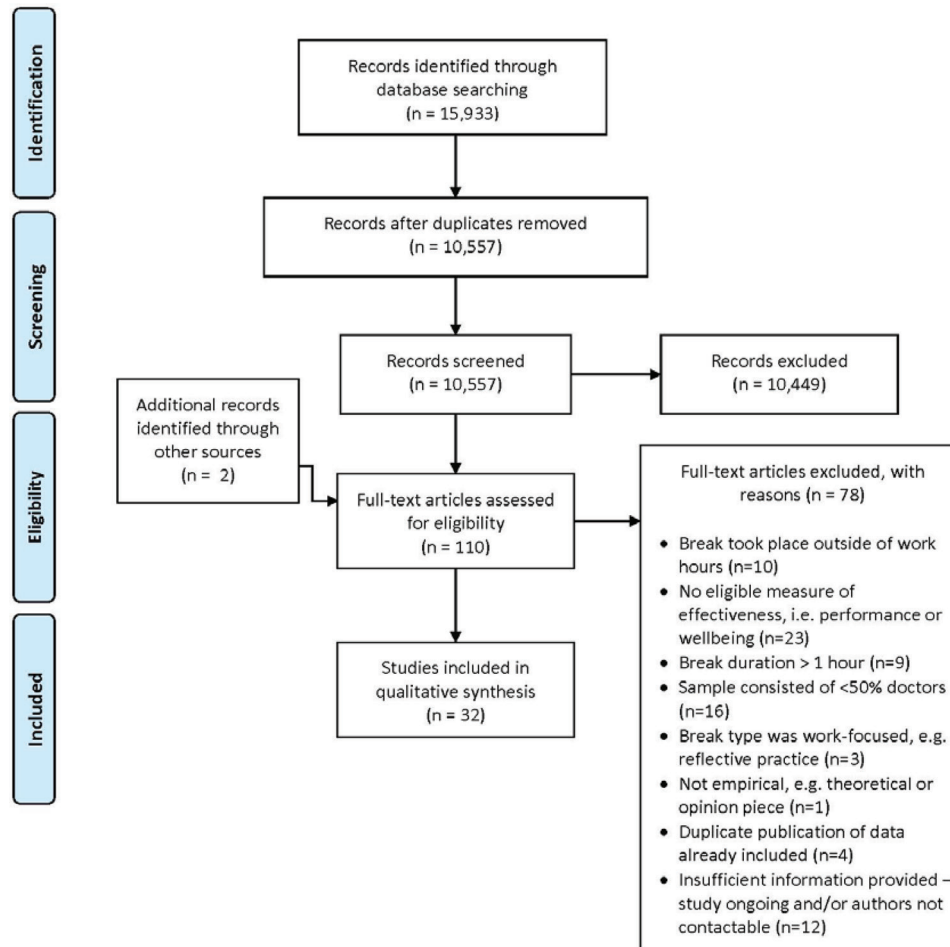 Identification
Records identified through
database searching
(n = 15,933)
Records after duplicates removed
(n = 10,557)
Screening
Records screened
(n = 10,557)
Records excluded
(n = 10,449)
Additional records
identified through
other sources
(n = 2)
Eligibility
Full-text articles assessed
for eligibility
(n = 110)
Full-text articles excluded, with
reasons (n = 78)
• Break took place outside of work
hours (n=10)
• No eligible measure of
effectiveness, i.e. performance or
wellbeing (n=23)
• Break duration > 1 hour (n=9)
• Sample consisted of <50% doctors
(n=16)
• Break type was work-focused, e.g.
reflective practice (n=3)
• Not empirical, e.g. theoretical or
opinion piece (n=1)
• Duplicate publication of data
already included (n=4)
• Insufficient information provided –
study ongoing and/or authors not
contactable (n=12)
Included
Studies included in
qualitative synthesis
(n = 32)